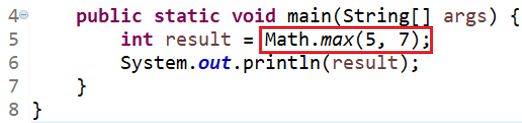 4 public static void main(String[] args) {
5 int result = Math.max(5, 7);
6 System.out.println(result);
7 }
8 }